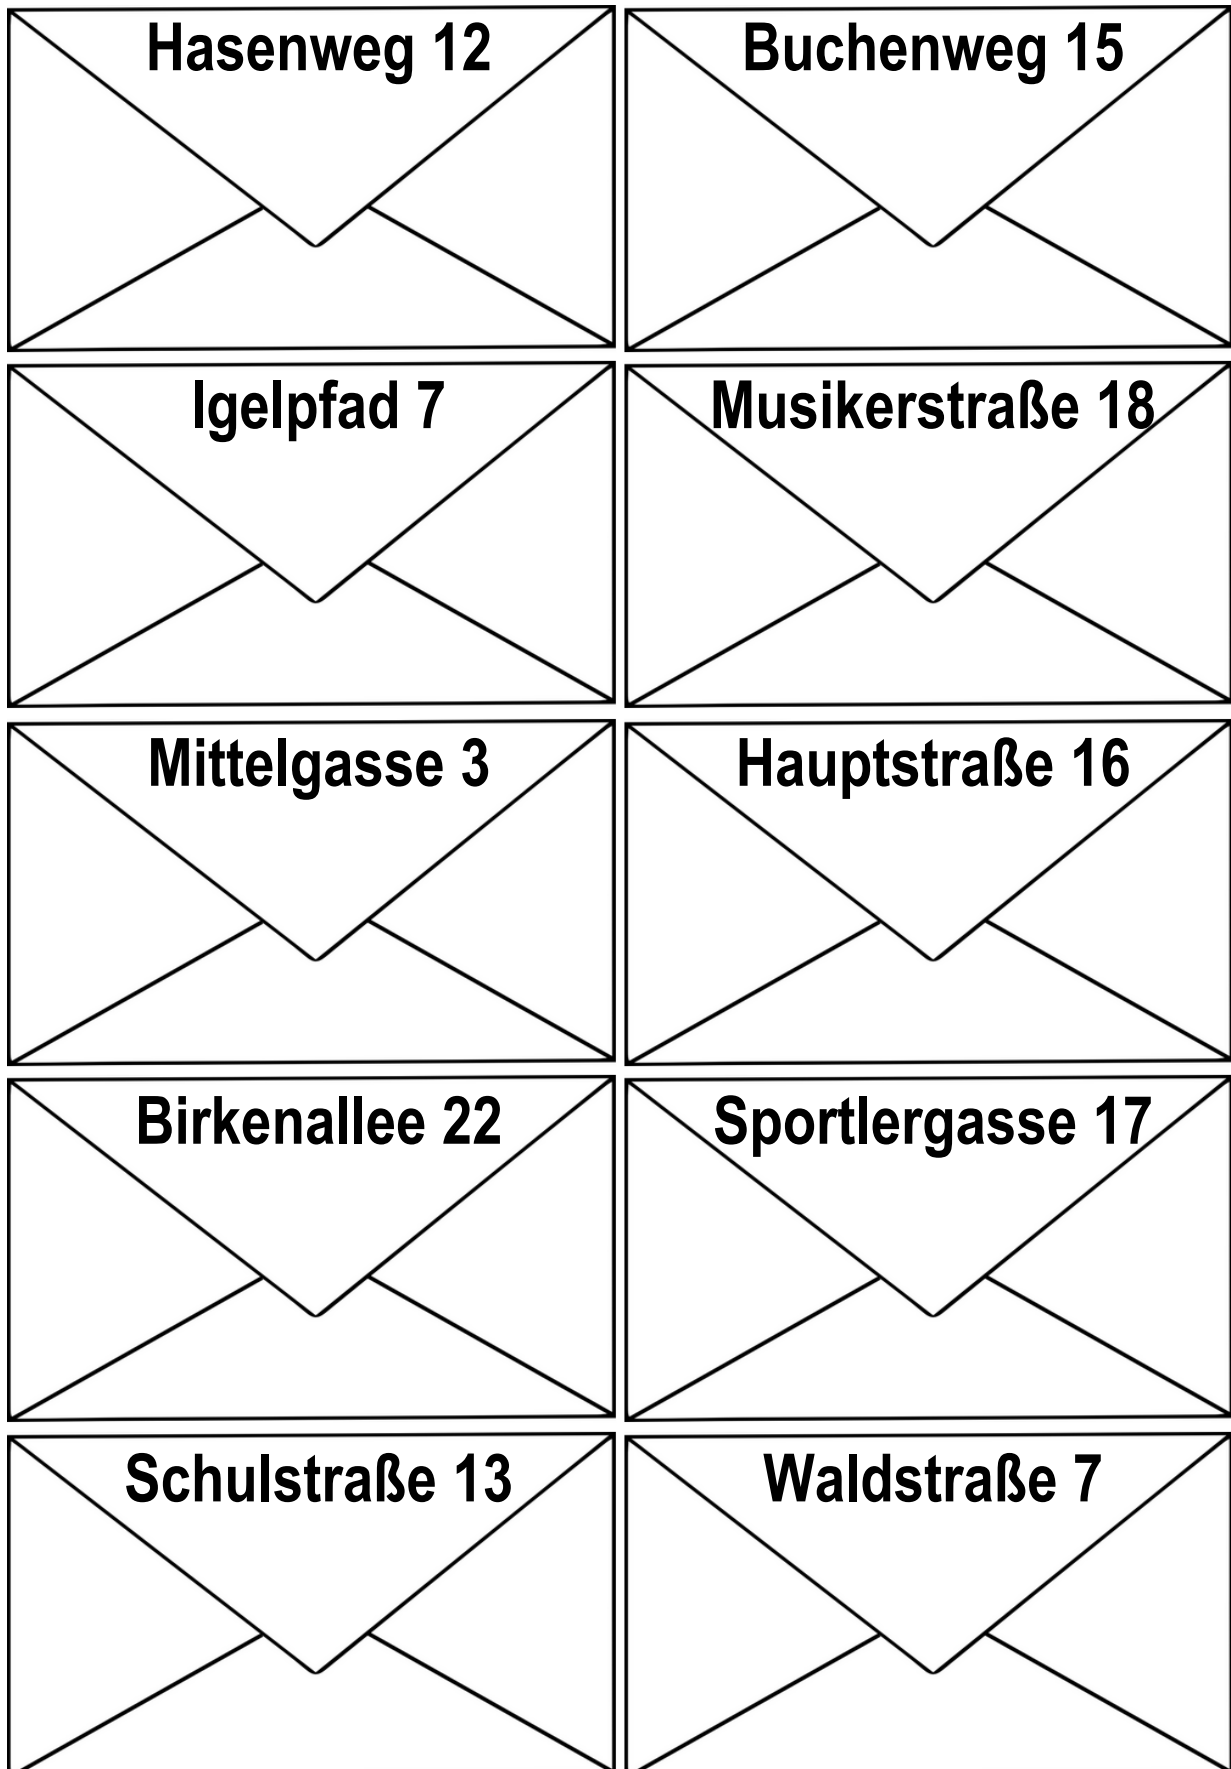 Hasenweg 12
Buchenweg 15
Igelpfad 7
Musikerstraße 18
Mittelgasse 3
Hauptstraße 16
Birkenallee 22
Sportlergasse 17
Schulstraße 13
Waldstraße 7